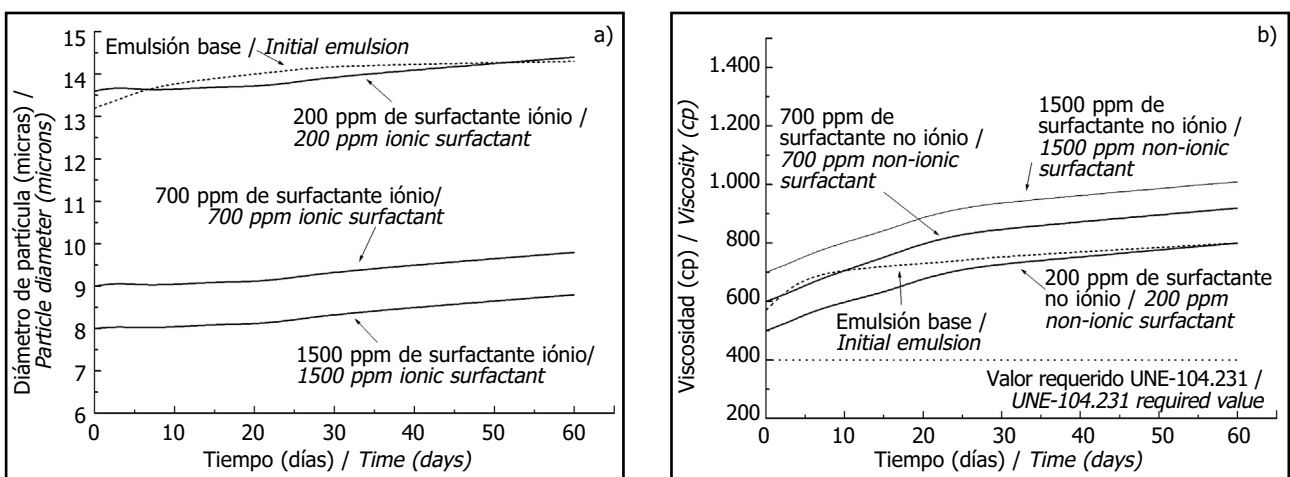 a)
Diámetro de partícula (micras) /
Particle diameter (microns)
15
14
13
12
11
10
9
8
7
6
Emulsión base / Initial emulsion
200 ppm de surfactante iónio /
200 ppm ionic surfactant
700 ppm de surfactante iónio/
700 ppm ionic surfactant
1500 ppm de surfactante iónio/
1500 ppm ionic surfactant
0 10 20 30 40 50 60
Tiempo (días) / Time (days)
b)
Viscosidad (cp) / Viscosity (cp)
1.400
1.200
1.000
800
600
400
200
700 ppm de
surfactante no iónio /
700 ppm non-ionic
surfactant
1500 ppm de
surfactante no iónio /
1500 ppm non-ionic
surfactant
200 ppm de surfactante
no iónio / 200 ppm
non-ionic surfactant
Emulsión base /
Initial emulsion
Valor requerido UNE-104.231 /
UNE-104.231 required value
0 10 20 30 40 50 60
Tiempo (días) / Time (days)